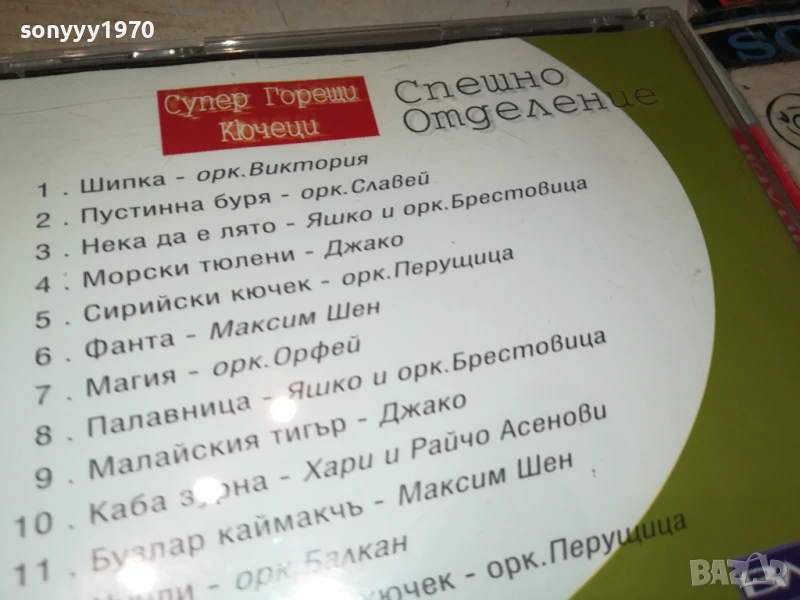 sonyyy1970
Супер Горещи
Кючеци
Спешно
Отделение
1 . Шипка - орк.Виктория
2 . Пустинна буря - орк.Славей
3 . Нека да е лято - Яшко и орк.Брестовица
4 . Морски тюлени - Джако
5 . Сирийски кючек - орк.Перущица
6 . Фанта - Максим Шен
7 . Магия - орк.Орфей
8 . Палавница - Яшко и орк.Брестовица
9 . Малайския тигър - Джако
10 . Каба зурна - Хари и Райчо Асенови
11 . Бузлар каймакчъ - Максим Шен
- орк.Балкан
кючек - орк.Перущица
bazar